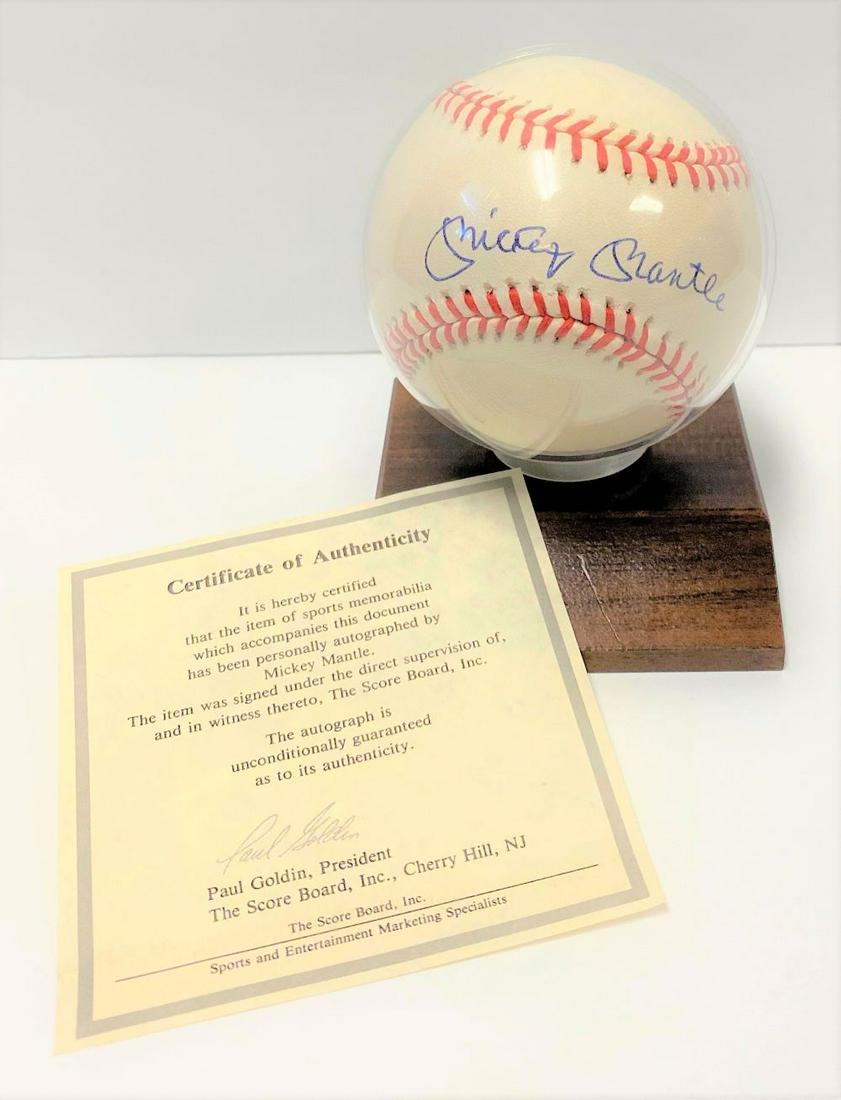 Mickey Mantle
Certificate of Authenticity
It is hereby certified
that the item of sports memorabilia
which accompanies this document
has been personally autographed by
Mickey Mantle.
The item was signed under the direct supervision of,
and in witness thereto, The Score Board, Inc.
The autograph is
unconditionally guaranteed
as to its authenticity.
Paul Goldin
Paul Goldin, President
The Score Board, Inc., Cherry Hill, NJ
The Score Board, Inc.
Sports and Entertainment Marketing Specialists